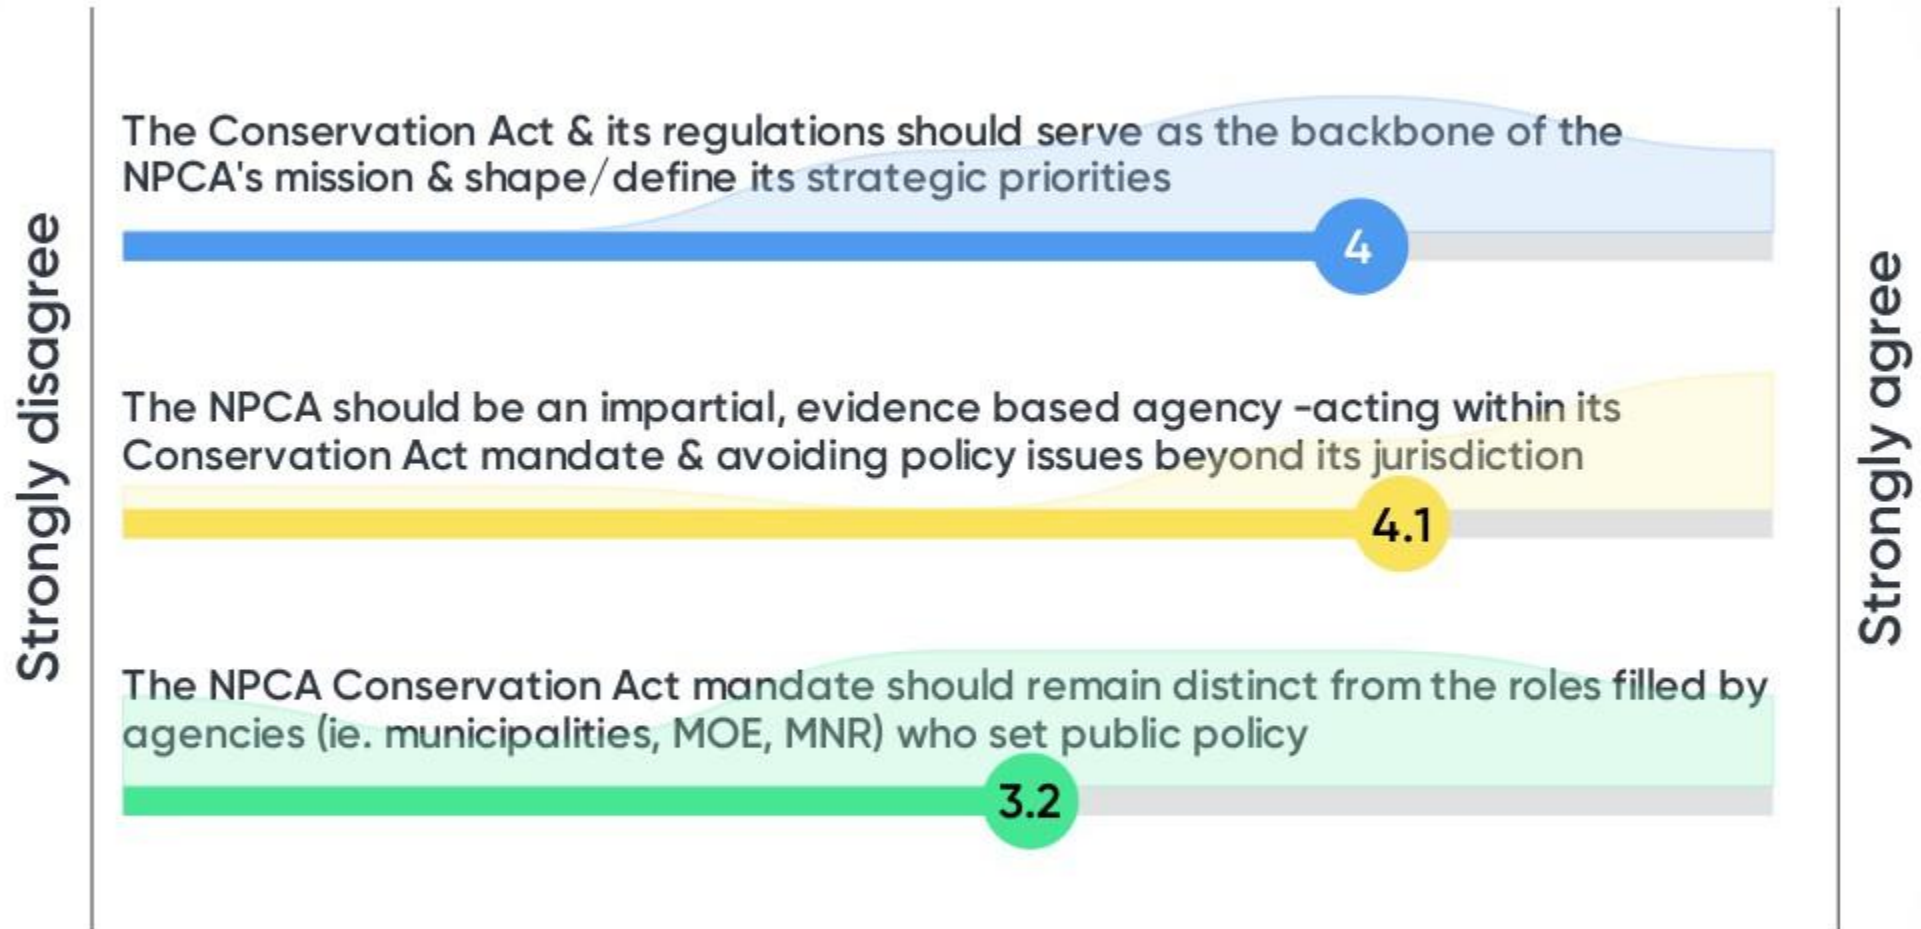 Strongly disagree
The Conservation Act & its regulations should serve as the backbone of the
NPCA's mission & shape/define its strategic priorities
4
The NPCA should be an impartial, evidence based agency -acting within its
Conservation Act mandate & avoiding policy issues beyond its jurisdiction
4.1
The NPCA Conservation Act mandate should remain distinct from the roles filled by
agencies (ie. municipalities, MOE, MNR) who set public policy
3.2
Strongly agree